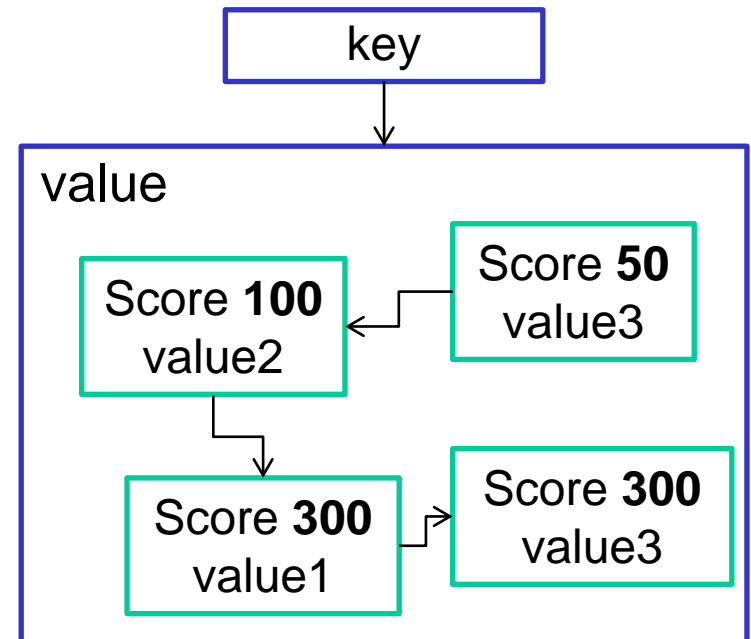 key
value
Score 50
value3
Score 100
value2
Score 300
value1
Score 300
value3